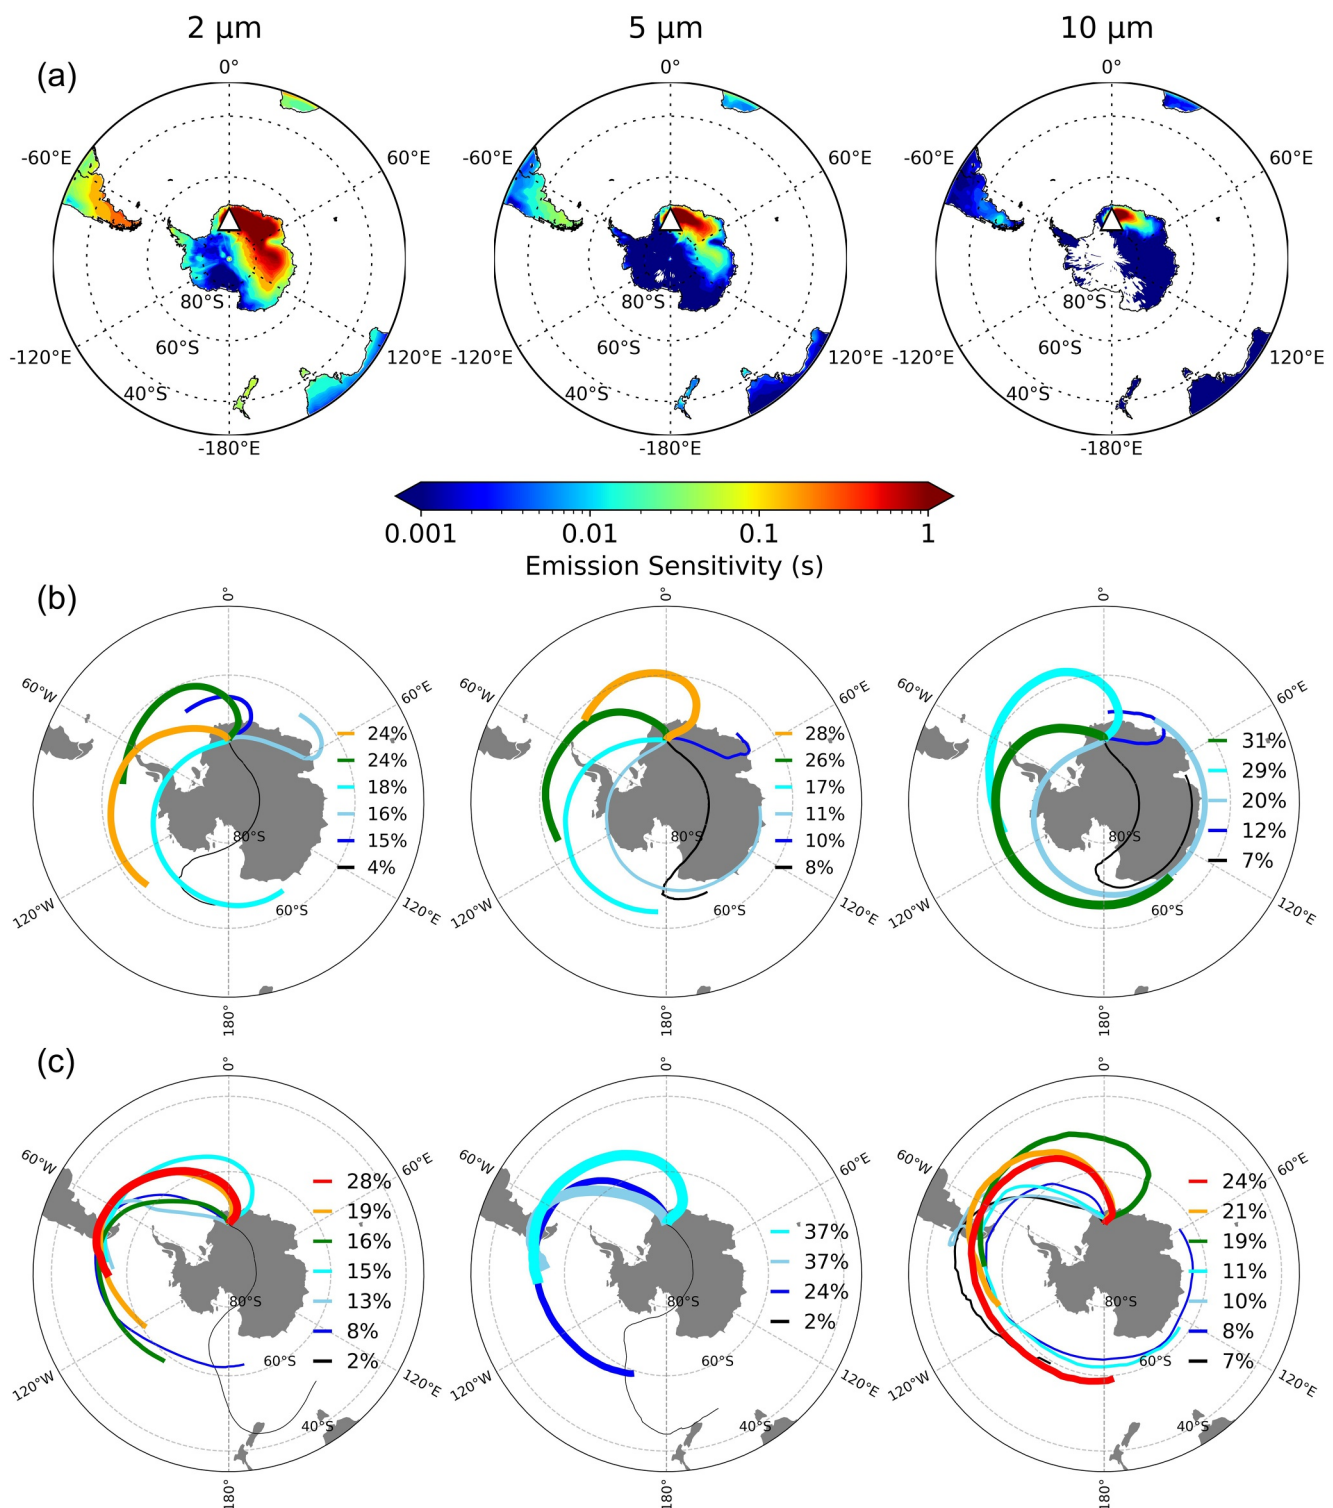 2 μm 5 μm 10 μm
(a)
0° 0° 0°
-60°E 60°E -60°E 60°E -60°E 60°E
80°S 80°S 80°S
60°S 60°S 60°S
-120°E 120°E -120°E 120°E -120°E 120°E
40°S 40°S 40°S
-180°E -180°E -180°E
0.001 0.01 0.1 1
Emission Sensitivity (s)
(b)
0° 0° 0°
60°W 60°E 60°W 60°E 60°W 60°E
24% 28% 31%
24% 26% 29%
18% 17% 20%
16% 11% 12%
15% 10% 7%
4% 8%
80°S 80°S 80°S
60°S 60°S 60°S
120°W 120°E 120°W 120°E 120°W 120°E
180° 180° 180°
(c)
0° 0° 0°
60°W 60°E 60°W 60°E 60°W 60°E
28% 37% 24%
19% 37% 21%
16% 24% 19%
15% 2% 11%
13% 10%
8% 8%
2% 7%
80°S 80°S 80°S
60°S 60°S 60°S
120°W 120°E 120°W 120°E 120°W 120°E
40°S 40°S 40°S
180° 180° 180°